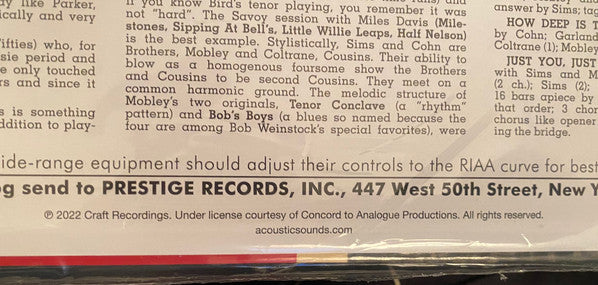 y like Parker,
ically and very
ifties) who, for
sie period and
e only touched
rs and since it
s is something
ddition to play-
if you know Bird's tenor playing, you remember it was
not "hard". The Savoy session with Miles Davis (Mile-
stones, Sipping At Bell's, Little Willie Leaps, Half Nelson)
is the best example. Stylistically, Sims and Cohn are
Brothers, Mobley and Coltrane, Cousins. Their ability to
blow as a homogenous foursome show the Brothers
and Cousins to be second Cousins. They meet on a
common harmonic ground. The melodic structure of
Mobley's two originals, Tenor Conclave (a "rhythm"
pattern) and Bob's Boys (a blues so named because the
four are among Bob Weinstock's special favorites), were
answer by Sims; tag
HOW DEEP IS T
by Cohn; Garland
Coltrane (1); Mobley
JUST YOU, JUST
with Sims and M
(2 ch.); Sims (2);
16 bars apiece by
that order; 3 chor
chorus like opener
ing the bridge.
ide-range equipment should adjust their controls to the RIAA curve for best
g send to PRESTIGE RECORDS, INC., 447 West 50th Street, New Y
℗ 2022 Craft Recordings. Under license courtesy of Concord to Analogue Productions. All rights reserved.
acousticsounds.com